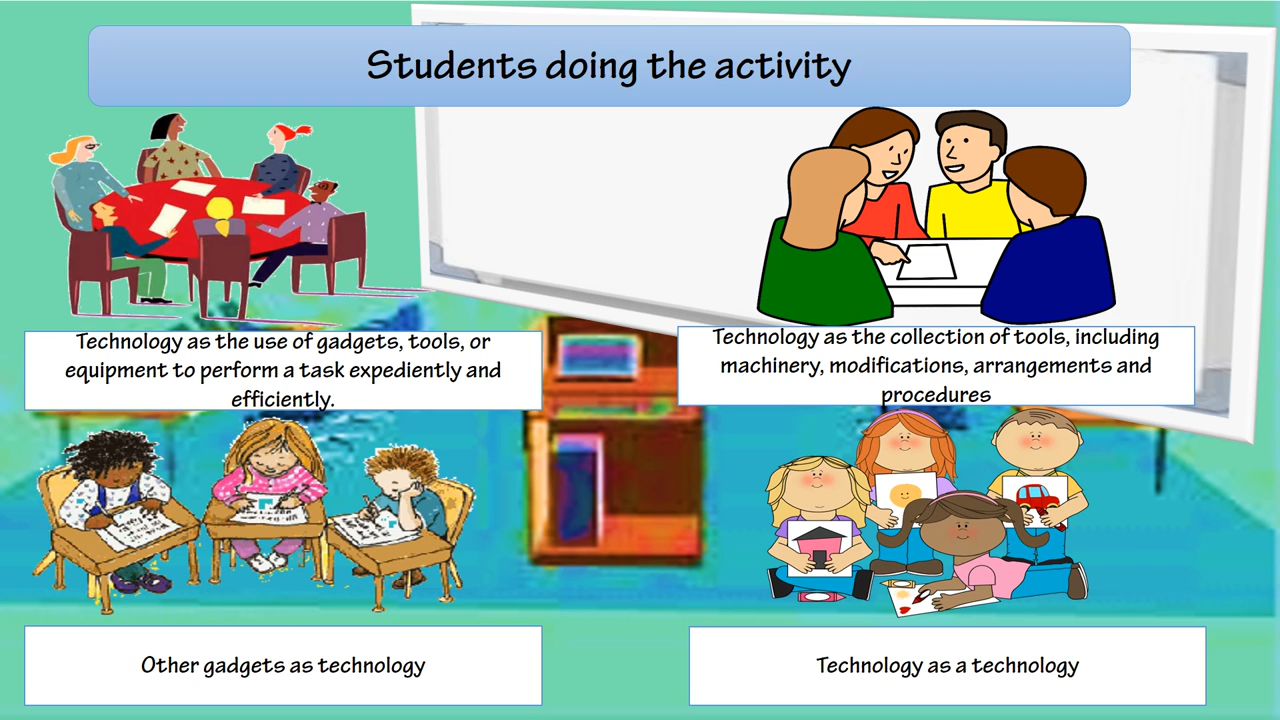 Students doing the activity
Technology as the use of gadgets, tools, or
equipment to perform a task expediently and
efficiently.
Technology as the collection of tools, including
machinery, modifications, arrangements and
procedures
Other gadgets as technology
Technology as a technology